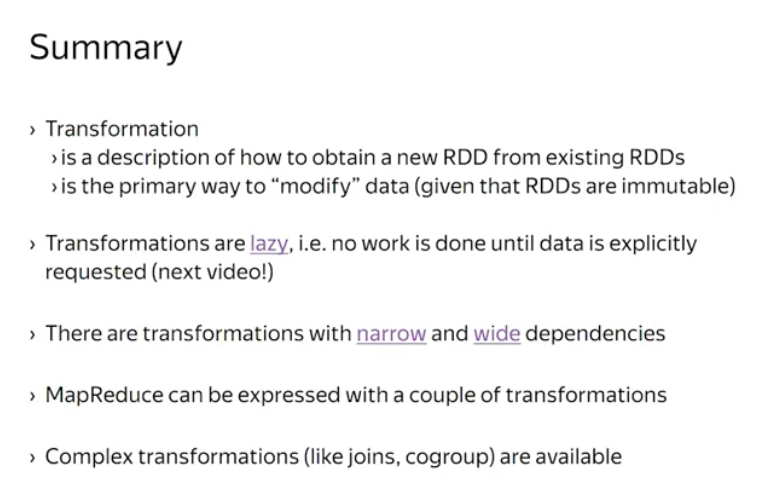 Summary
› Transformation
› is a description of how to obtain a new RDD from existing RDDs
› is the primary way to “modify” data (given that RDDs are immutable)
› Transformations are lazy, i.e. no work is done until data is explicitly
requested (next video!)
› There are transformations with narrow and wide dependencies
› MapReduce can be expressed with a couple of transformations
› Complex transformations (like joins, cogroup) are available